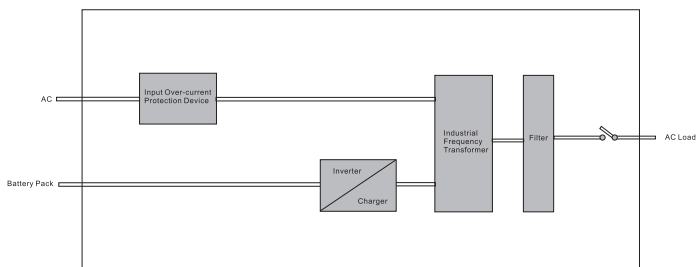 Input Over-current
Protection Device
AC
Industrial
Frequency
Transformer
Filter
AC Load
Inverter
Charger
Battery Pack